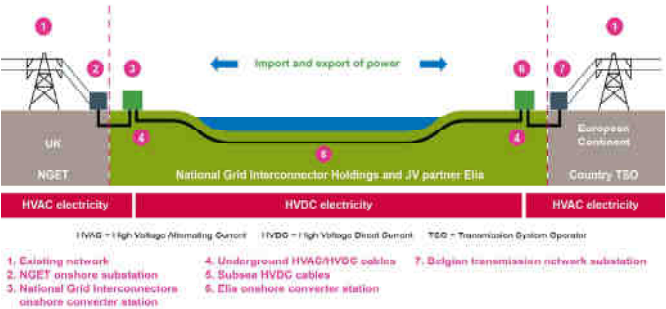 1
1
2
3
6
7
Import and export of power
4
4
5
UK
European
Continent
NGET
National Grid Interconnector Holdings and JV partner Elia
Country TSO
HVAC electricity
HVDC electricity
HVAC electricity
HVAC = High Voltage Alternating Current
HVDC = High Voltage Direct Current
TSO = Transmission System Operator
1. Existing network
2. NGET onshore substation
3. National Grid Interconnectors
onshore converter station
4. Underground HVAC/HVDC cables
5. Subsea HVDC cables
6. Elia onshore converter station
7. Belgian transmission network substation